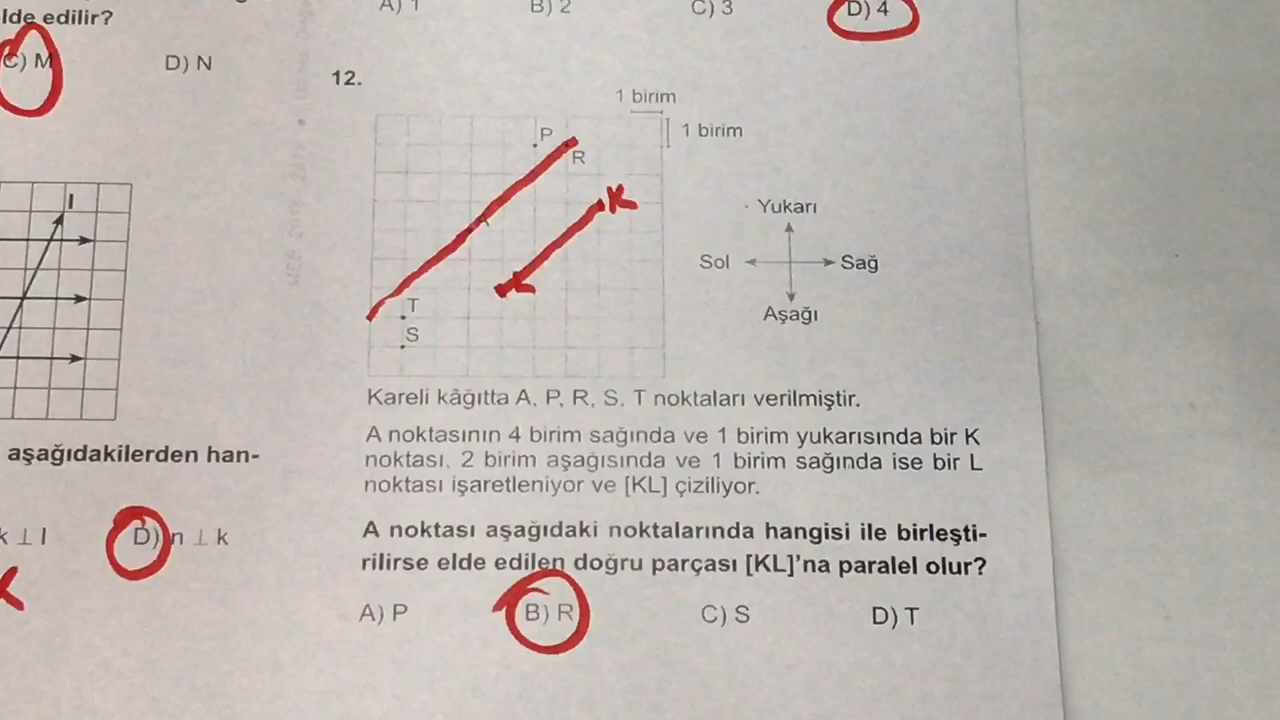 lde edilir?
C) M
D) N
A) 1
B) 2
C) 3
D) 4
12.
1 birim
1 birim
P
R
K
A
L
T
S
Yukarı
Sol
Sağ
Aşağı
Kareli kâğıtta A, P, R, S, T noktaları verilmiştir.
A noktasının 4 birim sağında ve 1 birim yukarısında bir K
noktası, 2 birim aşağısında ve 1 birim sağında ise bir L
noktası işaretleniyor ve [KL] çiziliyor.
A noktası aşağıdaki noktalarında hangisi ile birleşti-
rilirse elde edilen doğru parçası [KL]'na paralel olur?
A) P
B) R
C) S
D) T
l
aşağıdakilerden han-
k ⊥ l
D) n ⊥ k